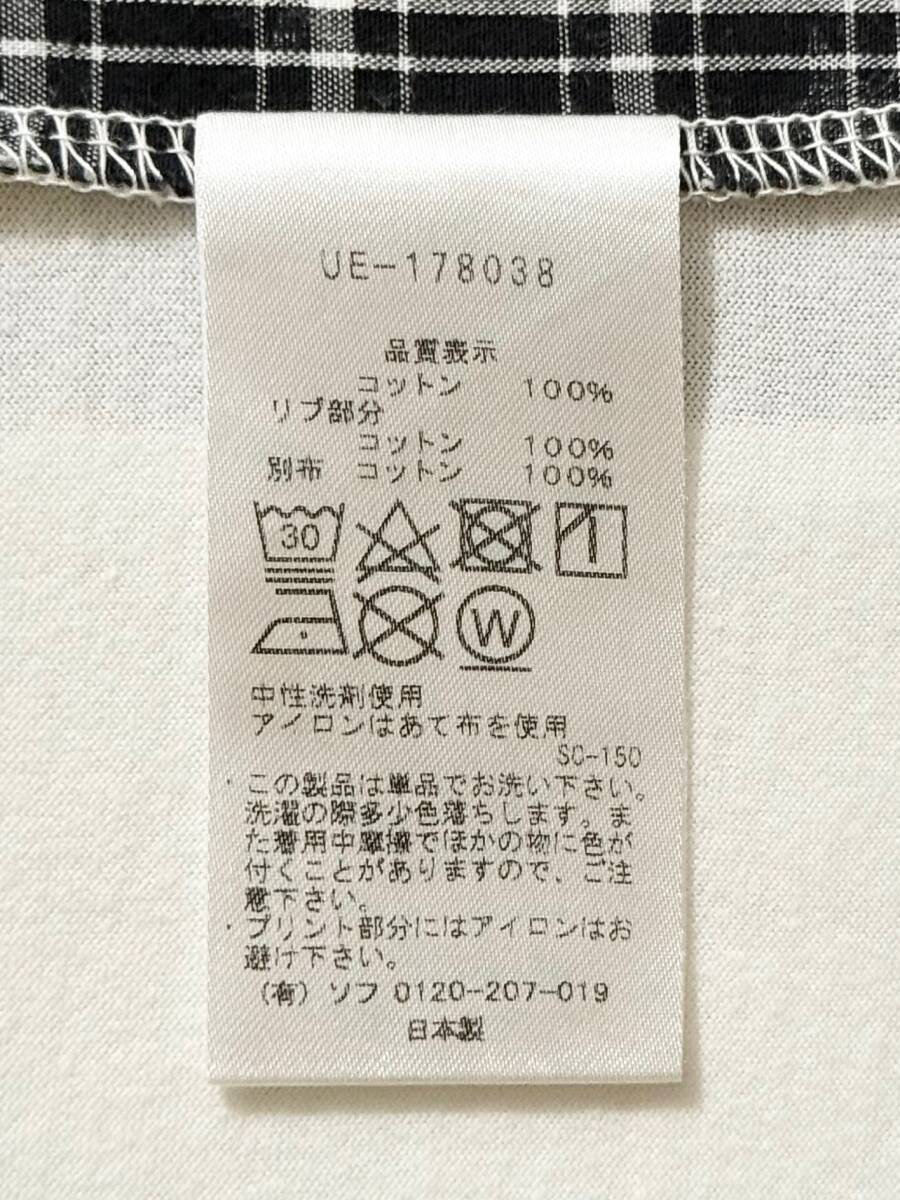 UE-178038
品質表示
コットン 100%
リブ部分
コットン 100%
別布 コットン 100%
30
W
中性洗剤使用
アイロンはあて布を使用
SC-150
・この製品は単品でお洗い下さい。
洗濯の際多少色落ちします。ま
た着用中摩擦でほかの物に色が
付くことがありますので、ご注
意下さい。
・プリント部分にはアイロンはお
避け下さい。
(有)ソフ 0120-207-019
日本製